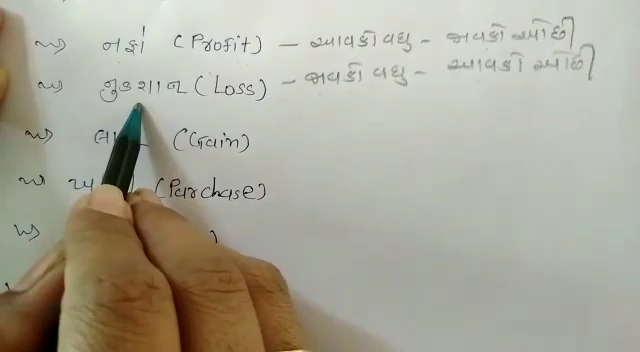 નફો (Profit) - આવકો વધુ - જાવકો ઓછી
નુકશાન (Loss) - જાવકો વધુ - આવકો ઓછી
(Gain)
(Purchase)
)